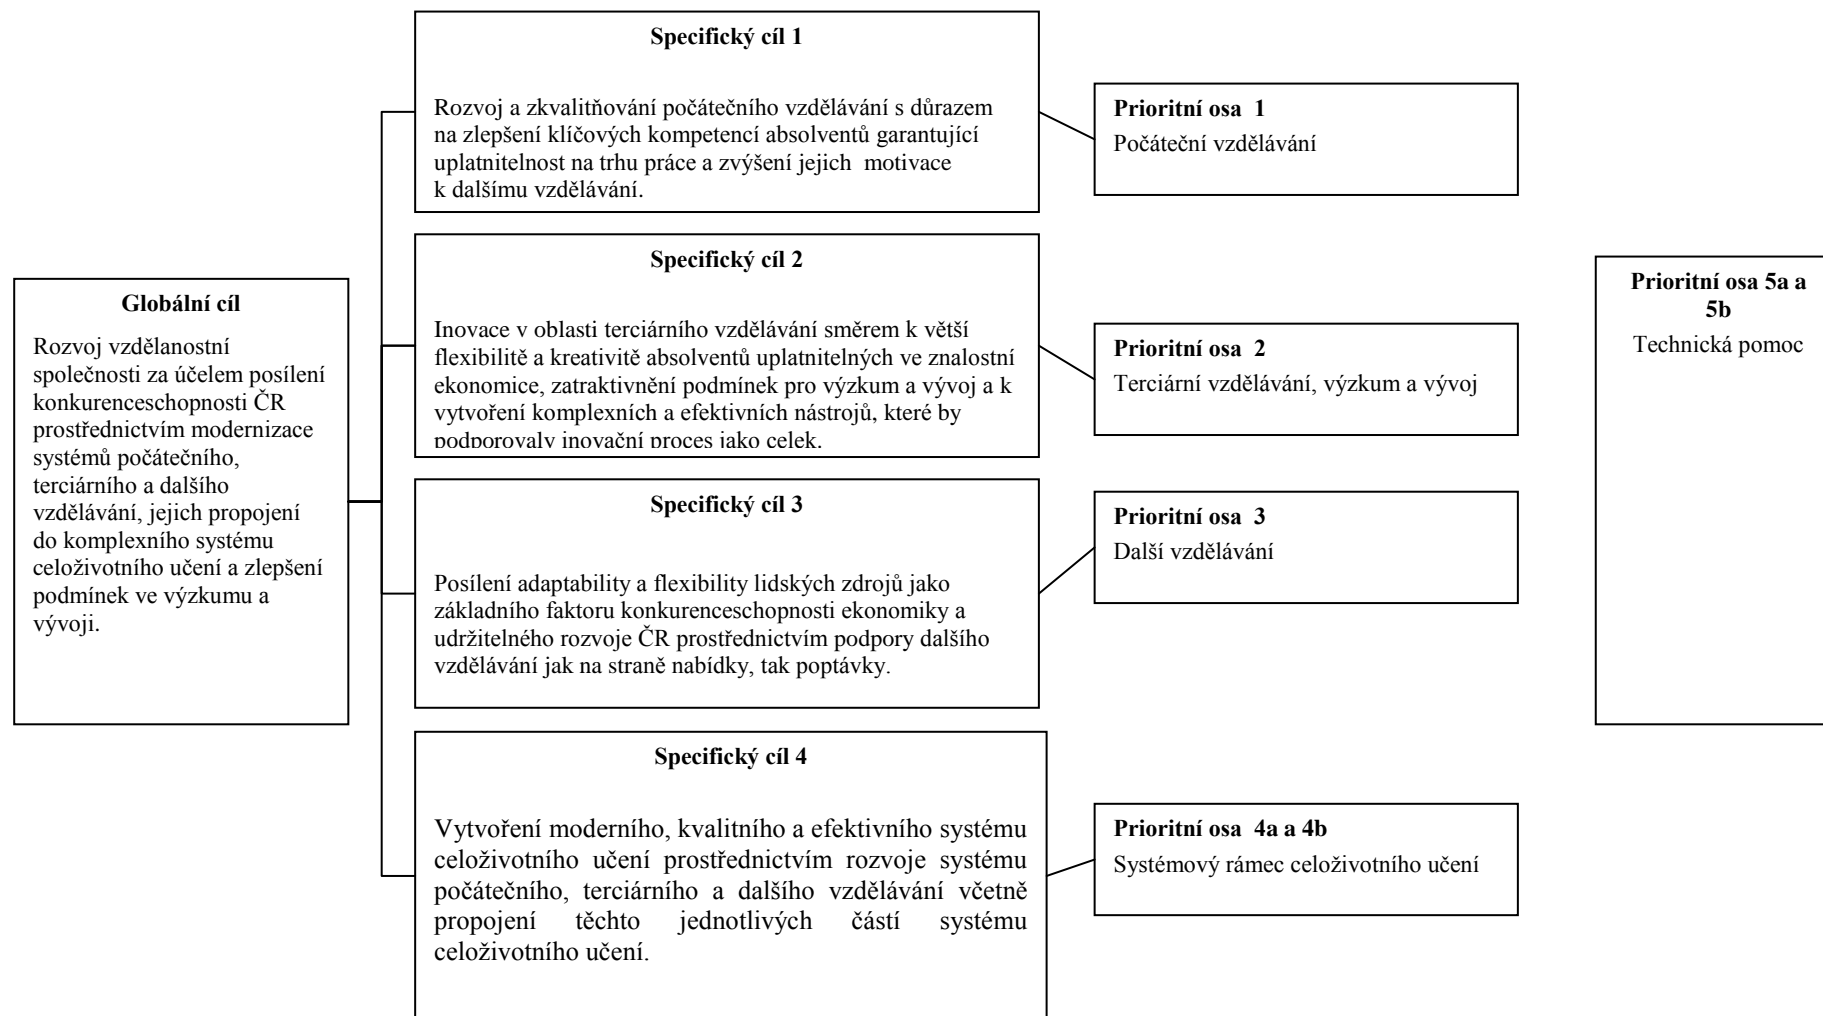 Globální cíl
Rozvoj vzdělanostní
společnosti za účelem posílení
konkurenceschopnosti ČR
prostřednictvím modernizace
systémů počátečního,
terciárního a dalšího
vzdělávání, jejich propojení
do komplexního systému
celoživotního učení a zlepšení
podmínek ve výzkumu a
vývoji.
Specifický cíl 1
Rozvoj a zkvalitňování počátečního vzdělávání s důrazem
na zlepšení klíčových kompetencí absolventů garantující
uplatnitelnost na trhu práce a zvýšení jejich motivace
k dalšímu vzdělávání.
Prioritní osa 1
Počáteční vzdělávání
Specifický cíl 2
Inovace v oblasti terciárního vzdělávání směrem k větší
flexibilitě a kreativitě absolventů uplatnitelných ve znalostní
ekonomice, zatraktivnění podmínek pro výzkum a vývoj a k
vytvoření komplexních a efektivních nástrojů, které by
podporovaly inovační proces jako celek.
Prioritní osa 2
Terciární vzdělávání, výzkum a vývoj
Specifický cíl 3
Posílení adaptability a flexibility lidských zdrojů jako
základního faktoru konkurenceschopnosti ekonomiky a
udržitelného rozvoje ČR prostřednictvím podpory dalšího
vzdělávání jak na straně nabídky, tak poptávky.
Prioritní osa 3
Další vzdělávání
Specifický cíl 4
Vytvoření moderního, kvalitního a efektivního systému
celoživotního učení prostřednictvím rozvoje systému
počátečního, terciárního a dalšího vzdělávání včetně
propojení těchto jednotlivých částí systému
celoživotního učení.
Prioritní osa 4a a 4b
Systémový rámec celoživotního učení
Prioritní osa 5a a
5b
Technická pomoc